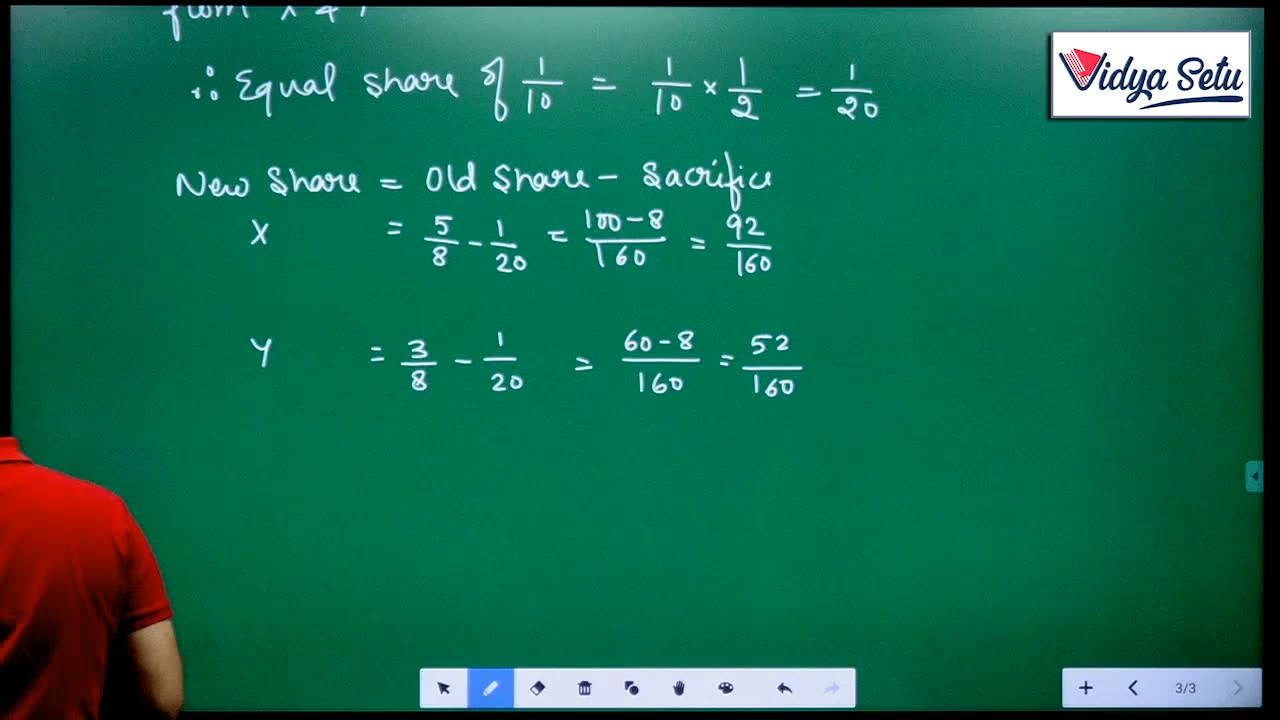 from X & Y
Vidya Setu
∴ Equal Share of 1/10 = 1/10 × 1/2 = 1/20
New Share = Old Share - Sacrifice
X = 5/8 - 1/20 = 100-8/160 = 92/160
Y = 3/8 - 1/20 = 60-8/160 = 52/160
3/3